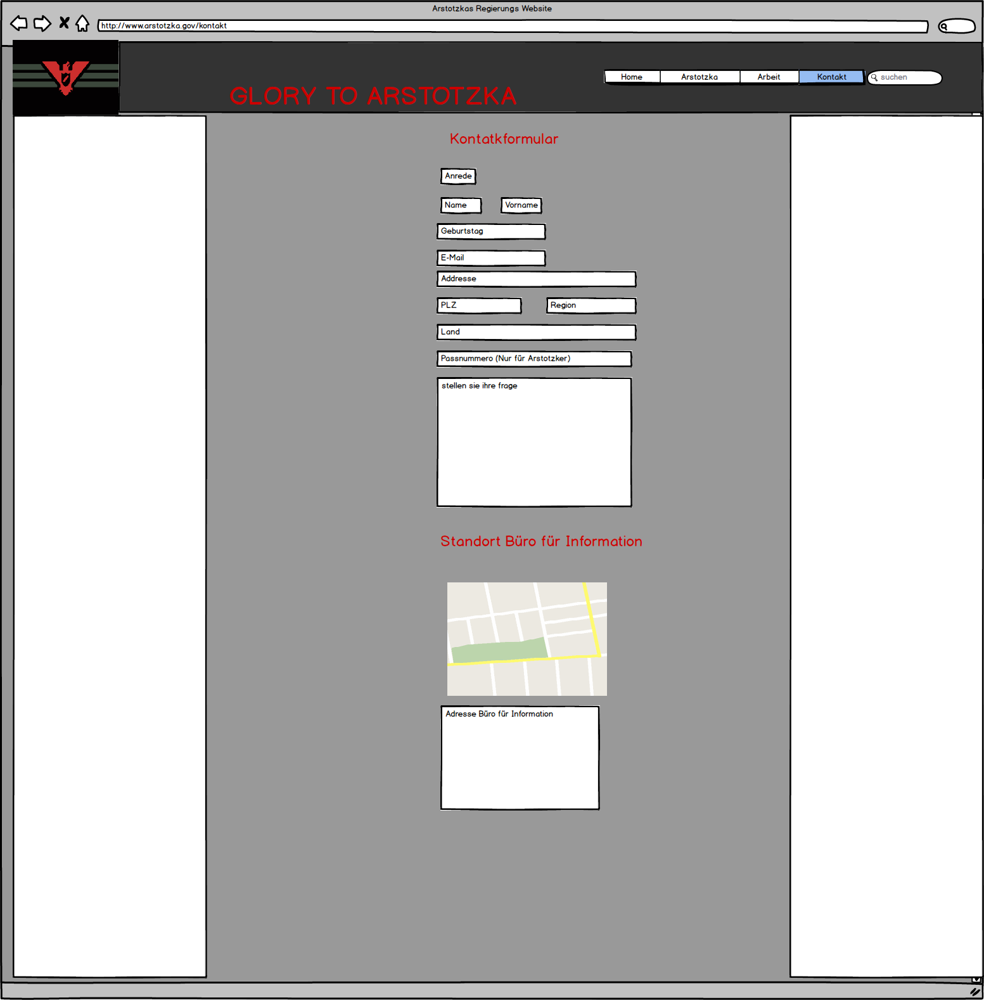 Arstotzkas Regierungs Website
http://www.arstotzka.gov/kontakt
Home Arstotzka Arbeit Kontakt suchen
GLORY TO ARSTOTZKA
Kontatkformular
Anrede
Name Vorname
Geburtstag
E-Mail
Addresse
PLZ Region
Land
Passnummero (Nur für Arstotzker)
stellen sie ihre frage
Standort Büro für Information
Adresse Büro für Information